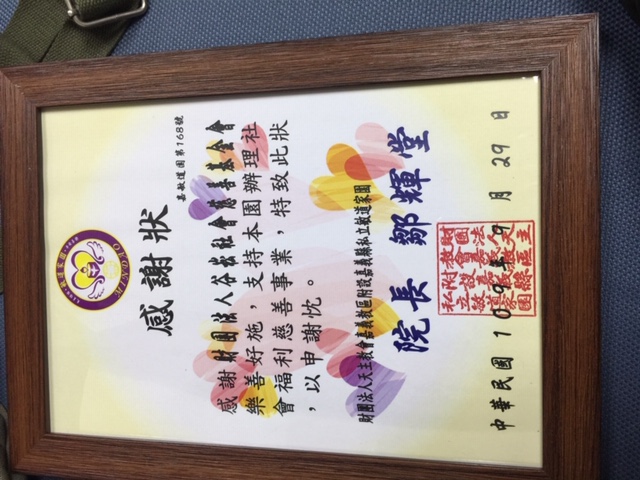 感謝狀
嘉敏道園第168號
感謝財團法人谷岔社會慈善基金會
樂善好施,支持本園辦理社
會福利慈善事業,特致此狀
,以申謝忱。
財團法人天主教會嘉義教區附設嘉義縣私立敏道家園
院長 鄒輝堂
中華民國109年9月29日